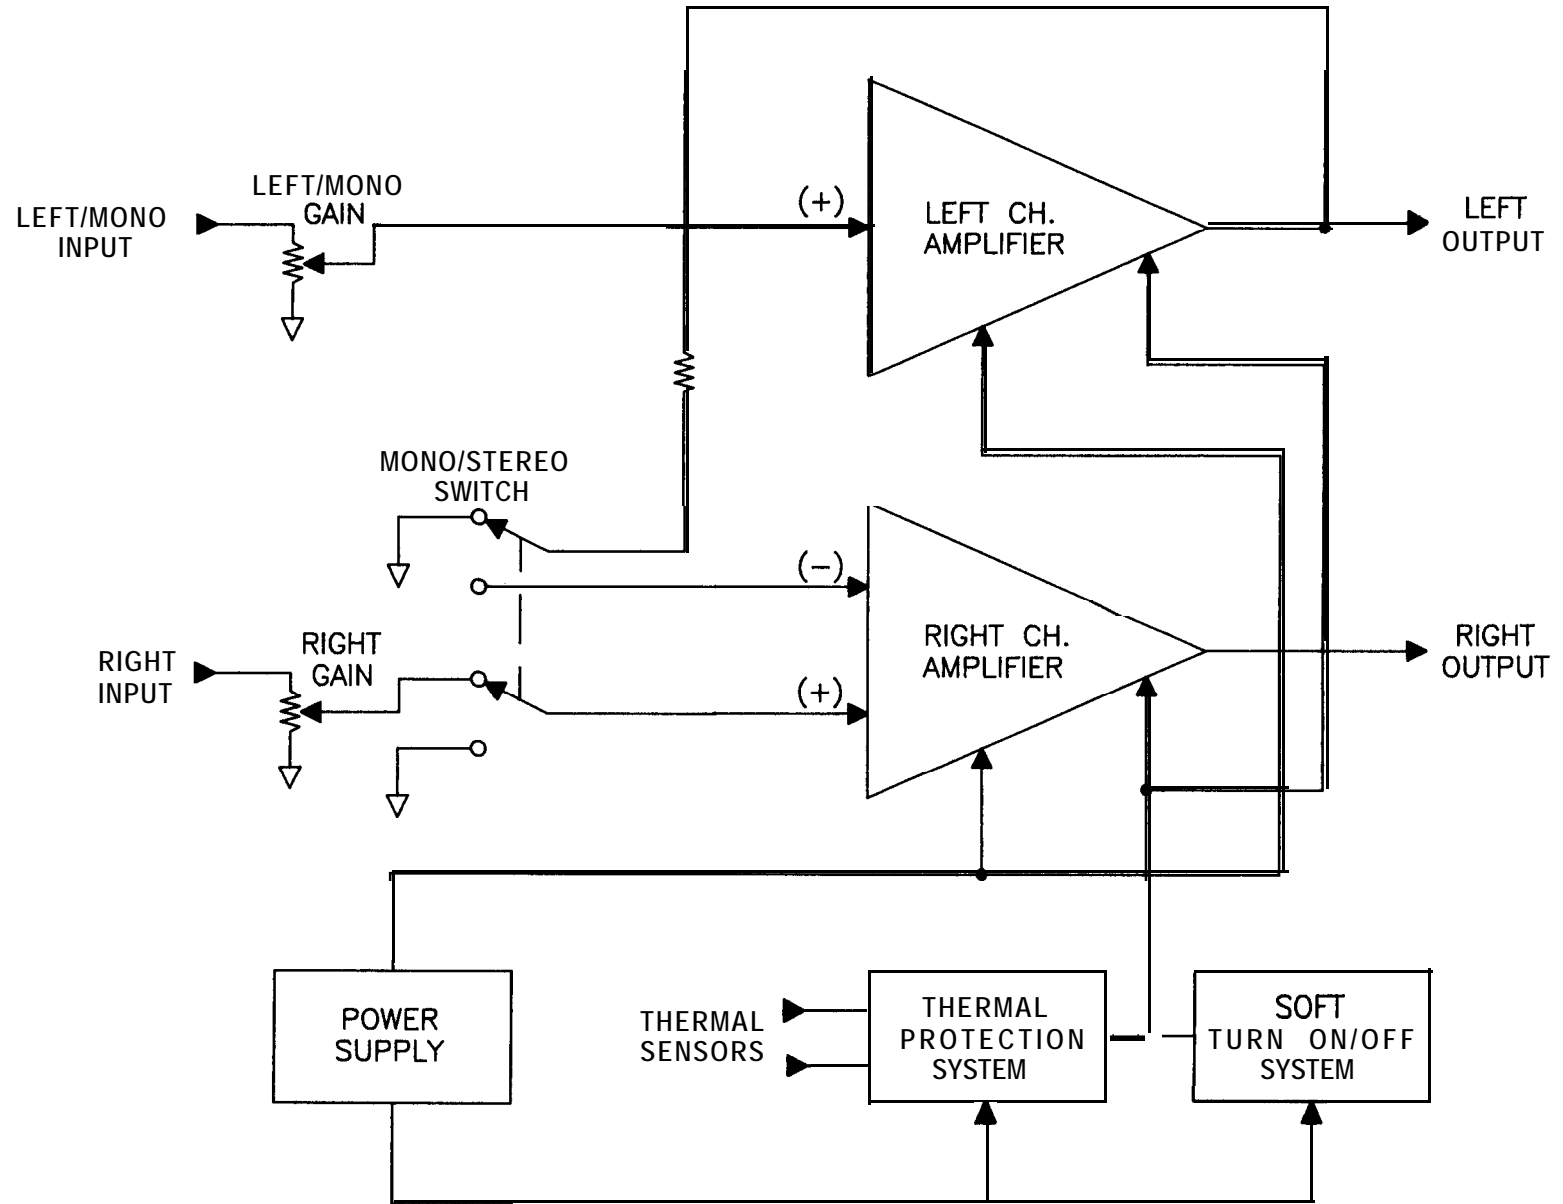 LEFT/MONO
INPUT
LEFT/MONO
GAIN
(+)
LEFT CH.
AMPLIFIER
LEFT
OUTPUT
MONO/STEREO
SWITCH
(−)
RIGHT
INPUT
RIGHT
GAIN
(+)
RIGHT CH.
AMPLIFIER
RIGHT
OUTPUT
POWER
SUPPLY
THERMAL
SENSORS
THERMAL
PROTECTION
SYSTEM
SOFT
TURN ON/OFF
SYSTEM